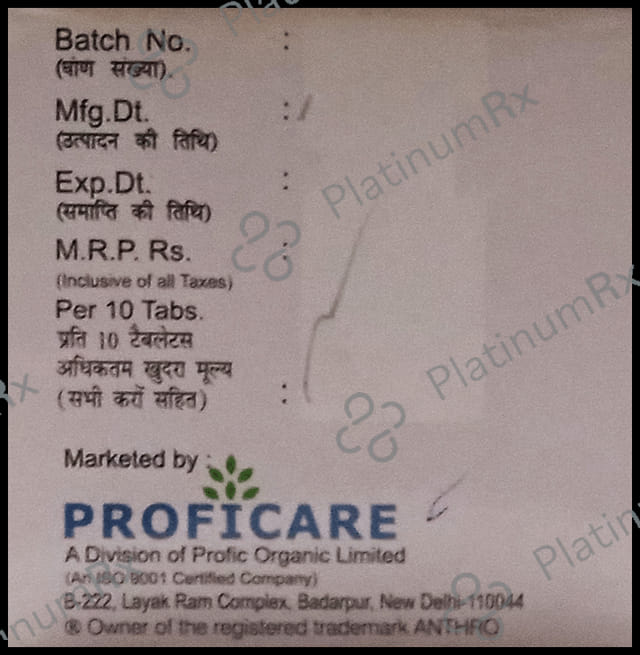 Batch No. :
(घाण संख्या).
Mfg.Dt. :
(उत्पादन की तिथि)
Exp.Dt. :
(समाप्ति की तिथि)
M.R.P. Rs. :
(Inclusive of all Taxes)
Per 10 Tabs.
प्रति 10 टैबलेटस
अधिकतम खुदरा मूल्य
(सभी करों सहित) :
Marketed by :
PROFICARE
A Division of Profic Organic Limited
(An ISO 9001 Certified Company)
B-222, Layak Ram Complex, Badarpur, New Delhi-110044
® Owner of the registered trademark ANTHRO
PlatinumRx
PlatinumRx
PlatinumRx